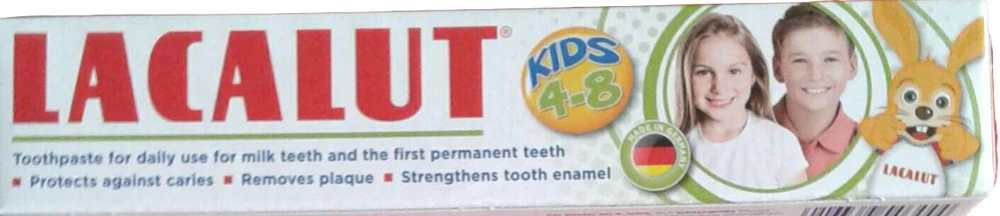 LACALUT®
KIDS
4-8
Toothpaste for daily use for milk teeth and the first permanent teeth
▪ Protects against caries ▪ Removes plaque ▪ Strengthens tooth enamel
MADE IN GERMANY
LACALUT